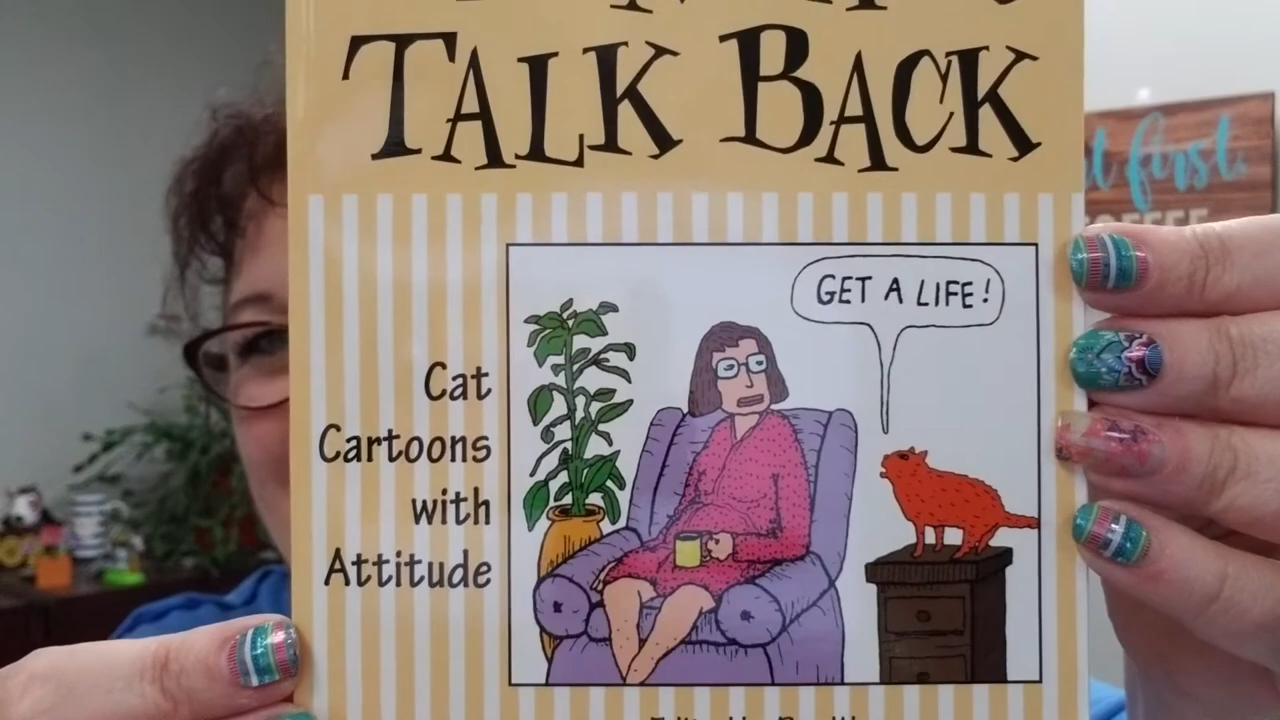 TALK BACK
Cat
Cartoons
with
Attitude
GET A LIFE!
first.
COFFEE